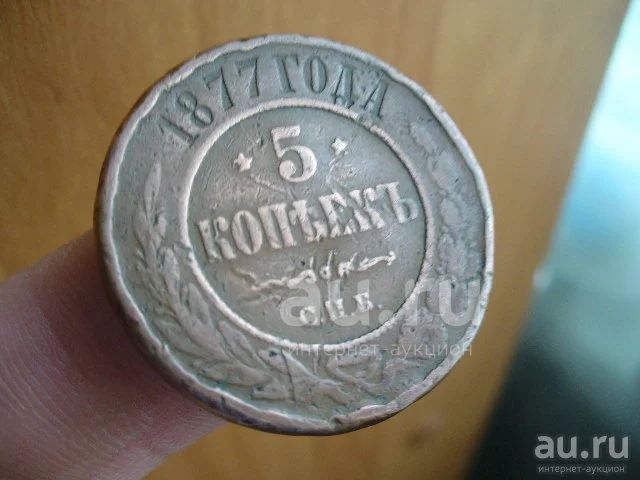 1877 ГОДА
5
КОПѢЕКЪ
С.П.Б.
au.ru
интернет-аукцион
au.ru
интернет-аукцион